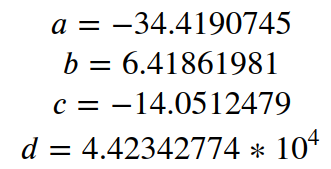 a = −34.4190745
b = 6.41861981
c = −14.0512479
d = 4.42342774 ∗ 10⁴